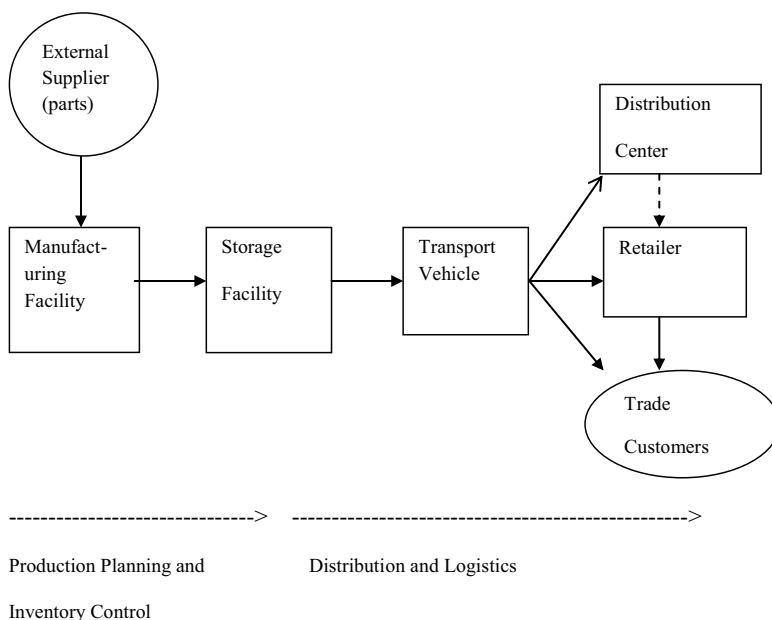 External
Supplier
(parts)
Distribution
Center
Manufact-
uring
Facility
Storage
Facility
Transport
Vehicle
Retailer
Trade
Customers
Production Planning and
Inventory Control
Distribution and Logistics